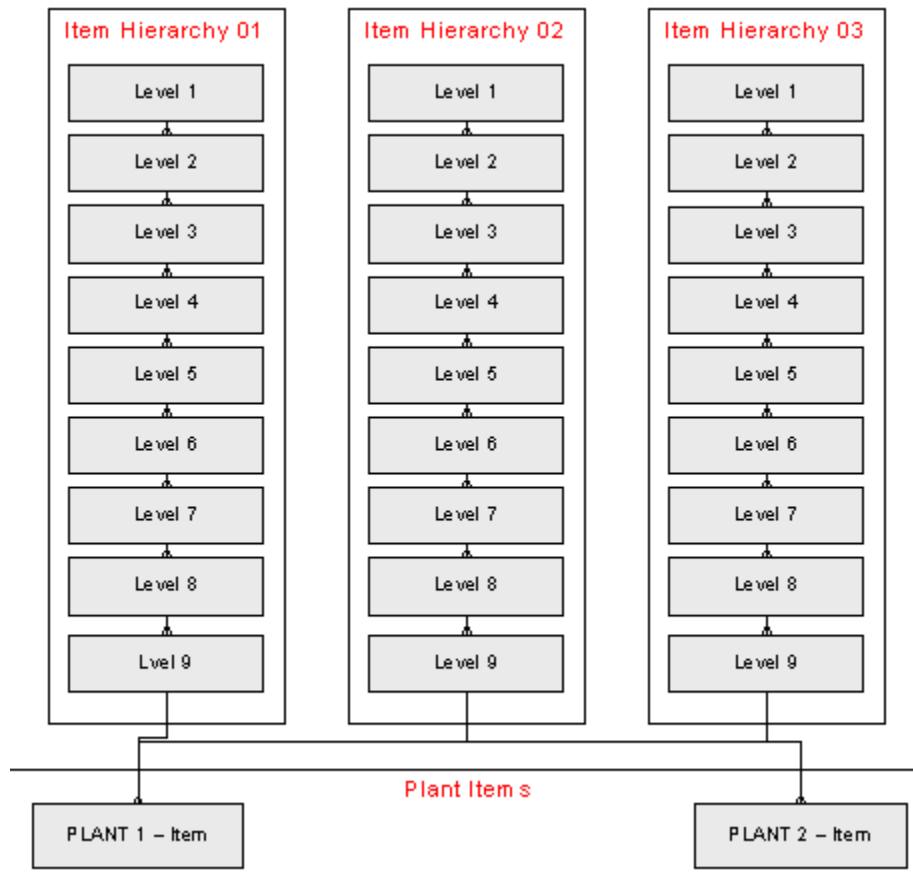 Item Hierarchy 01
Level 1
Level 2
Level 3
Level 4
Level 5
Level 6
Level 7
Level 8
Lvel 9
Item Hierarchy 02
Level 1
Level 2
Level 3
Level 4
Level 5
Level 6
Level 7
Level 8
Level 9
Item Hierarchy 03
Level 1
Level 2
Level 3
Level 4
Level 5
Level 6
Level 7
Level 8
Level 9
Plant Items
PLANT 1 – Item
PLANT 2 – Item